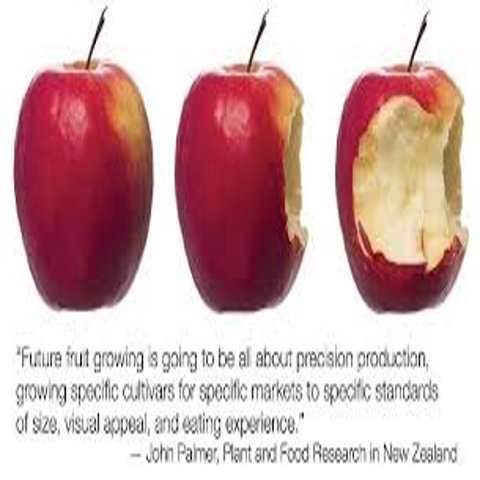 "Future fruit growing is going to be all about precision production,
growing specific cultivars for specific markets to specific standards
of size, visual appeal, and eating experience."
— John Palmer, Plant and Food Research in New Zealand